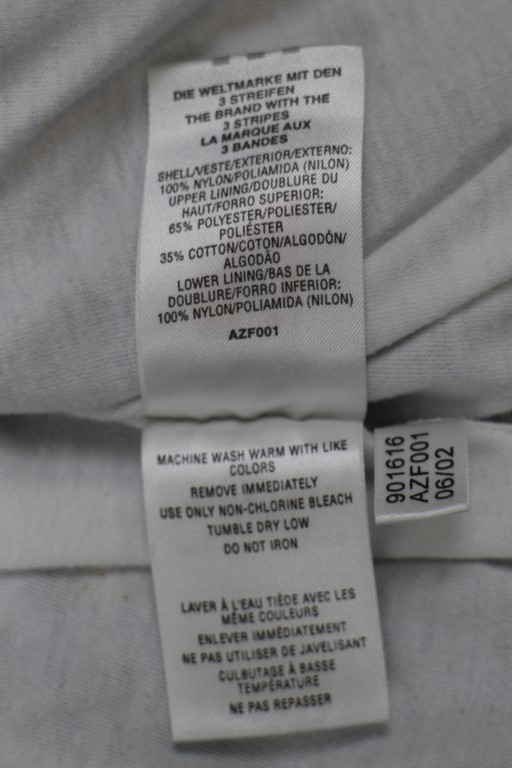 DIE WELTMARKE MIT DEN
3 STREIFEN
THE BRAND WITH THE
3 STRIPES
LA MARQUE AUX
3 BANDES
SHELL/VESTE/EXTERIOR/EXTERNO:
100% NYLON/POLIAMIDA (NILON)
UPPER LINING/DOUBLURE DU
HAUT/FORRO SUPERIOR:
65% POLYESTER/POLIESTER/
POLIÉSTER
35% COTTON/COTON/ALGODÓN/
ALGODÃO
LOWER LINING/BAS DE LA
DOUBLURE/FORRO INFERIOR:
100% NYLON/POLIAMIDA (NILON)
AZF001
MACHINE WASH WARM WITH LIKE
COLORS
REMOVE IMMEDIATELY
USE ONLY NON-CHLORINE BLEACH
TUMBLE DRY LOW
DO NOT IRON
LAVER À L'EAU TIÈDE AVEC LES
MÊME COULEURS
ENLEVER IMMÉDIATEMENT
NE PAS UTILISER DE JAVELISANT
CULBUTAGE À BASSE
TEMPÉRATURE
NE PAS REPASSER
901616
AZF001
06/02